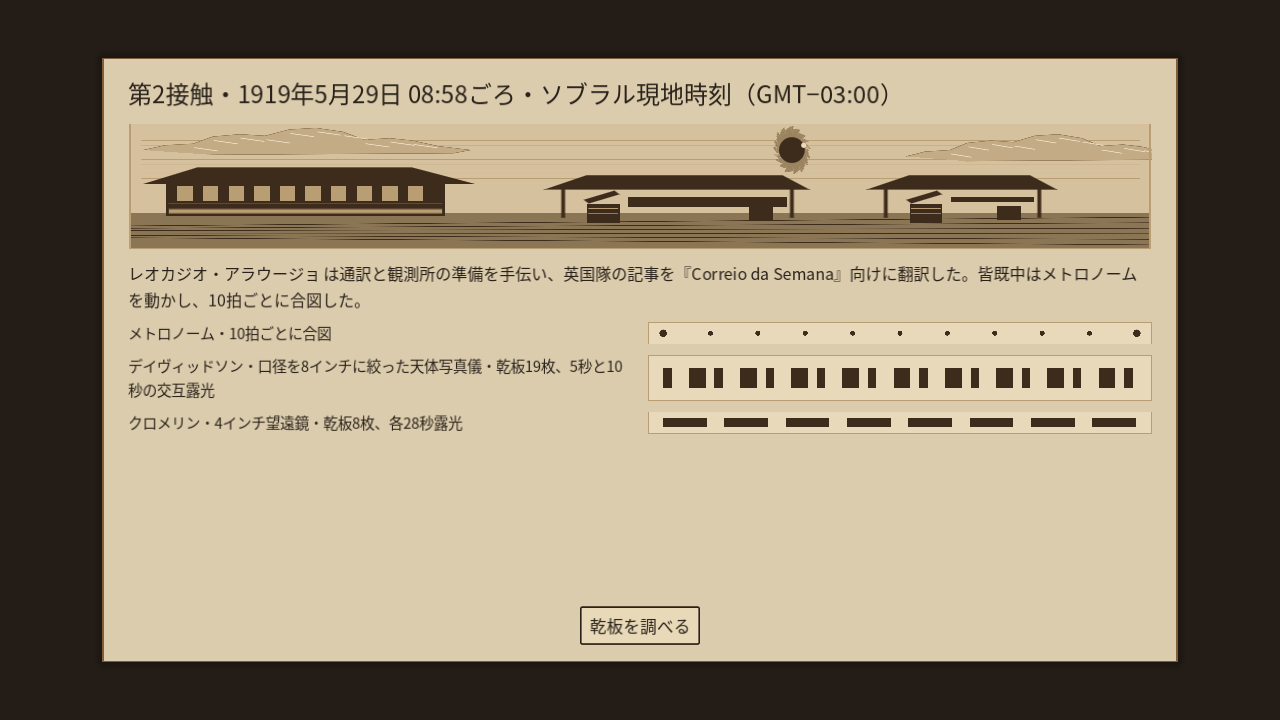 第2接触・1919年5月29日 08:58ごろ・ソブラル現地時刻（GMT−03:00）
レオカジオ・アラウージョ は通訳と観測所の準備を手伝い、英国隊の記事を『Correio da Semana』向けに翻訳した。皆既中はメトロノーム
を動かし、10拍ごとに合図した。
メトロノーム・10拍ごとに合図
デイヴィッドソン・口径を8インチに絞った天体写真儀・乾板19枚、5秒と10
秒の交互露光
クロメリン・4インチ望遠鏡・乾板8枚、各28秒露光
乾板を調べる